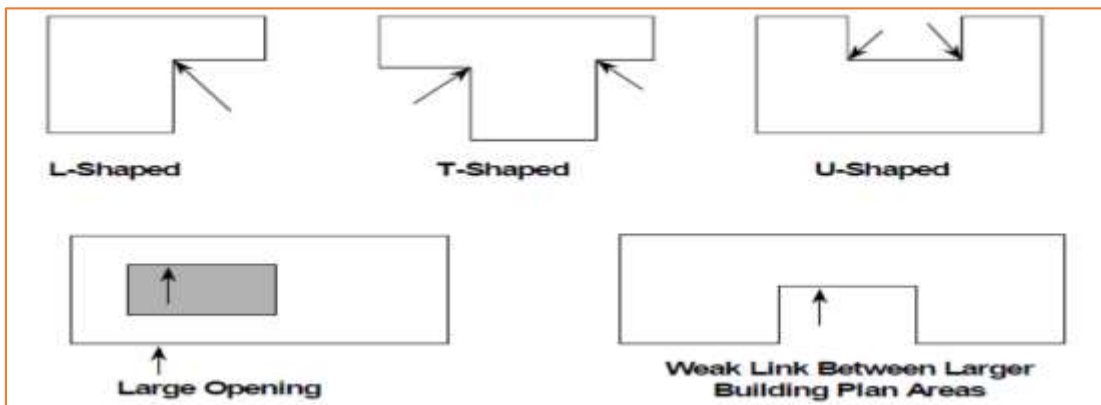 L-Shaped
T-Shaped
U-Shaped
Large Opening
Weak Link Between Larger
Building Plan Areas